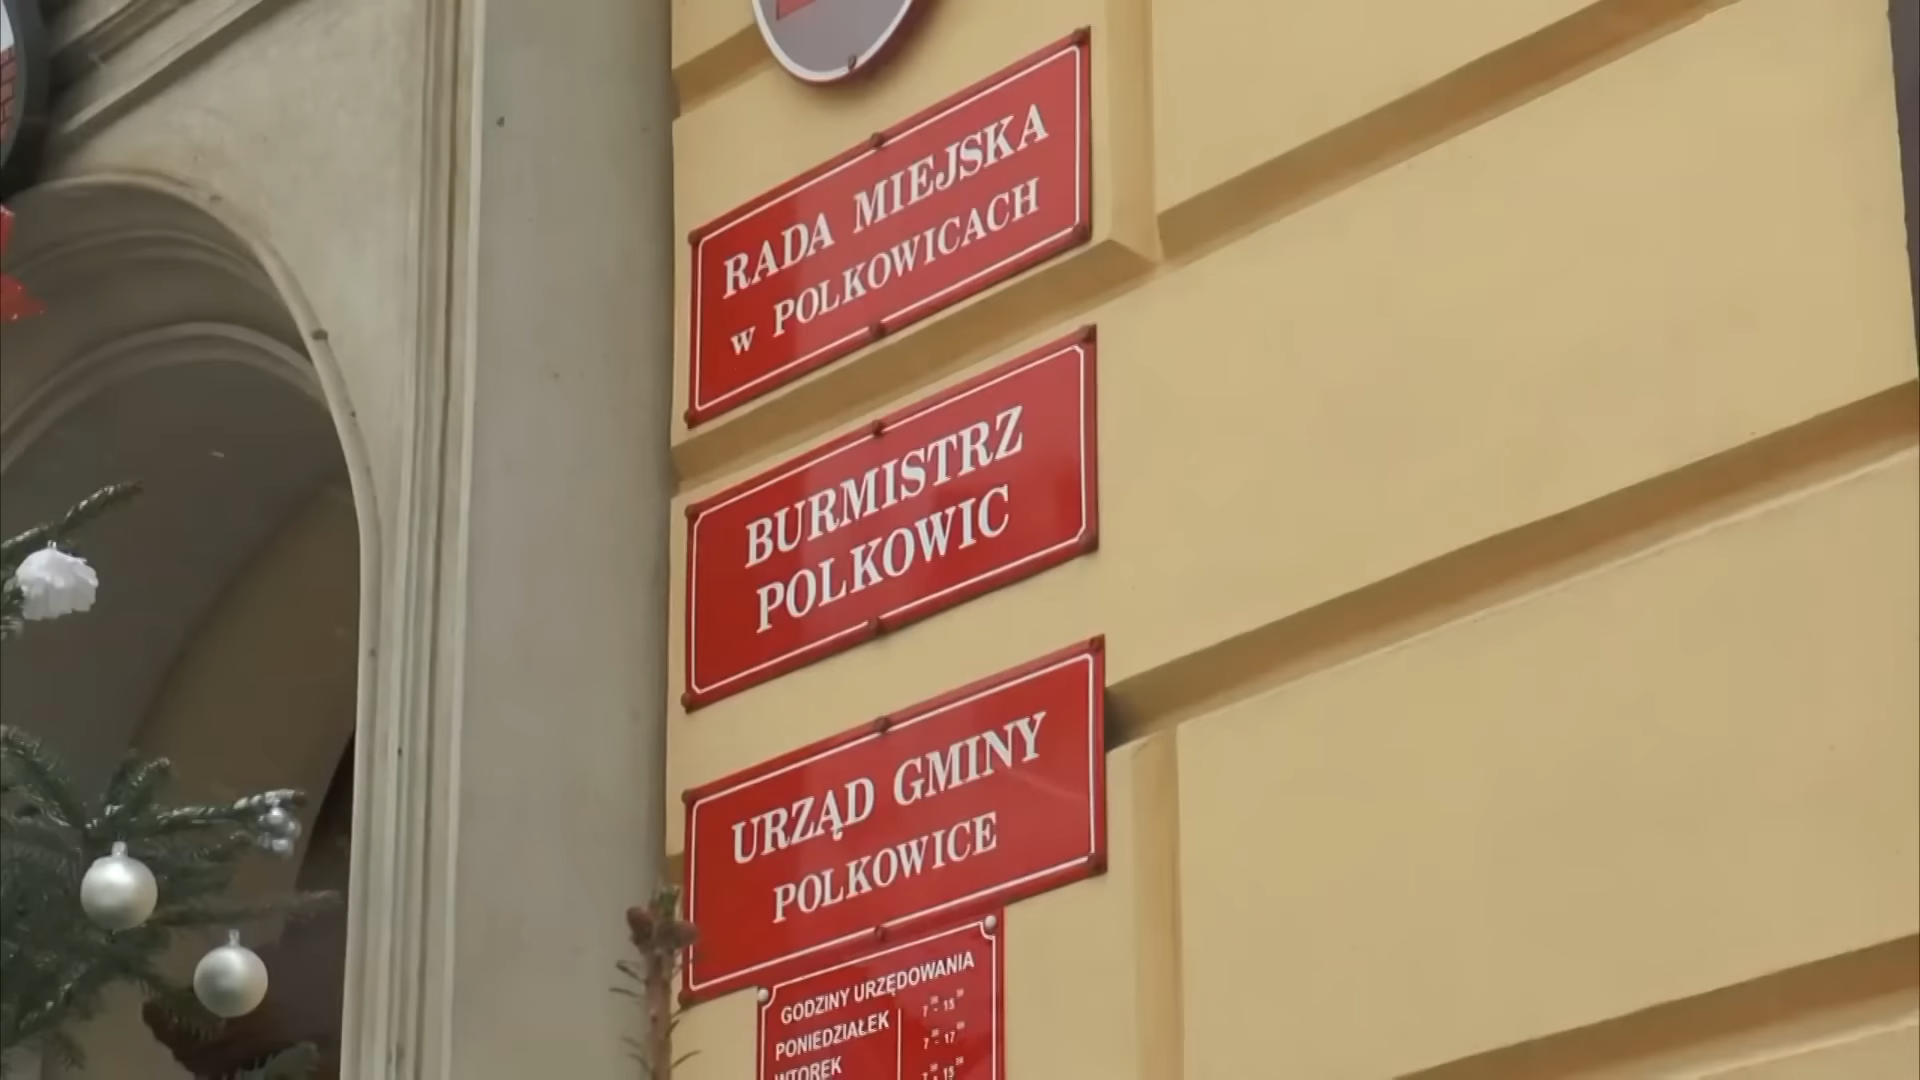 RADA MIEJSKA
w POLKOWICACH
BURMISTRZ
POLKOWIC
URZĄD GMINY
POLKOWICE
GODZINY URZĘDOWANIA
PONIEDZIAŁEK
WTOREK